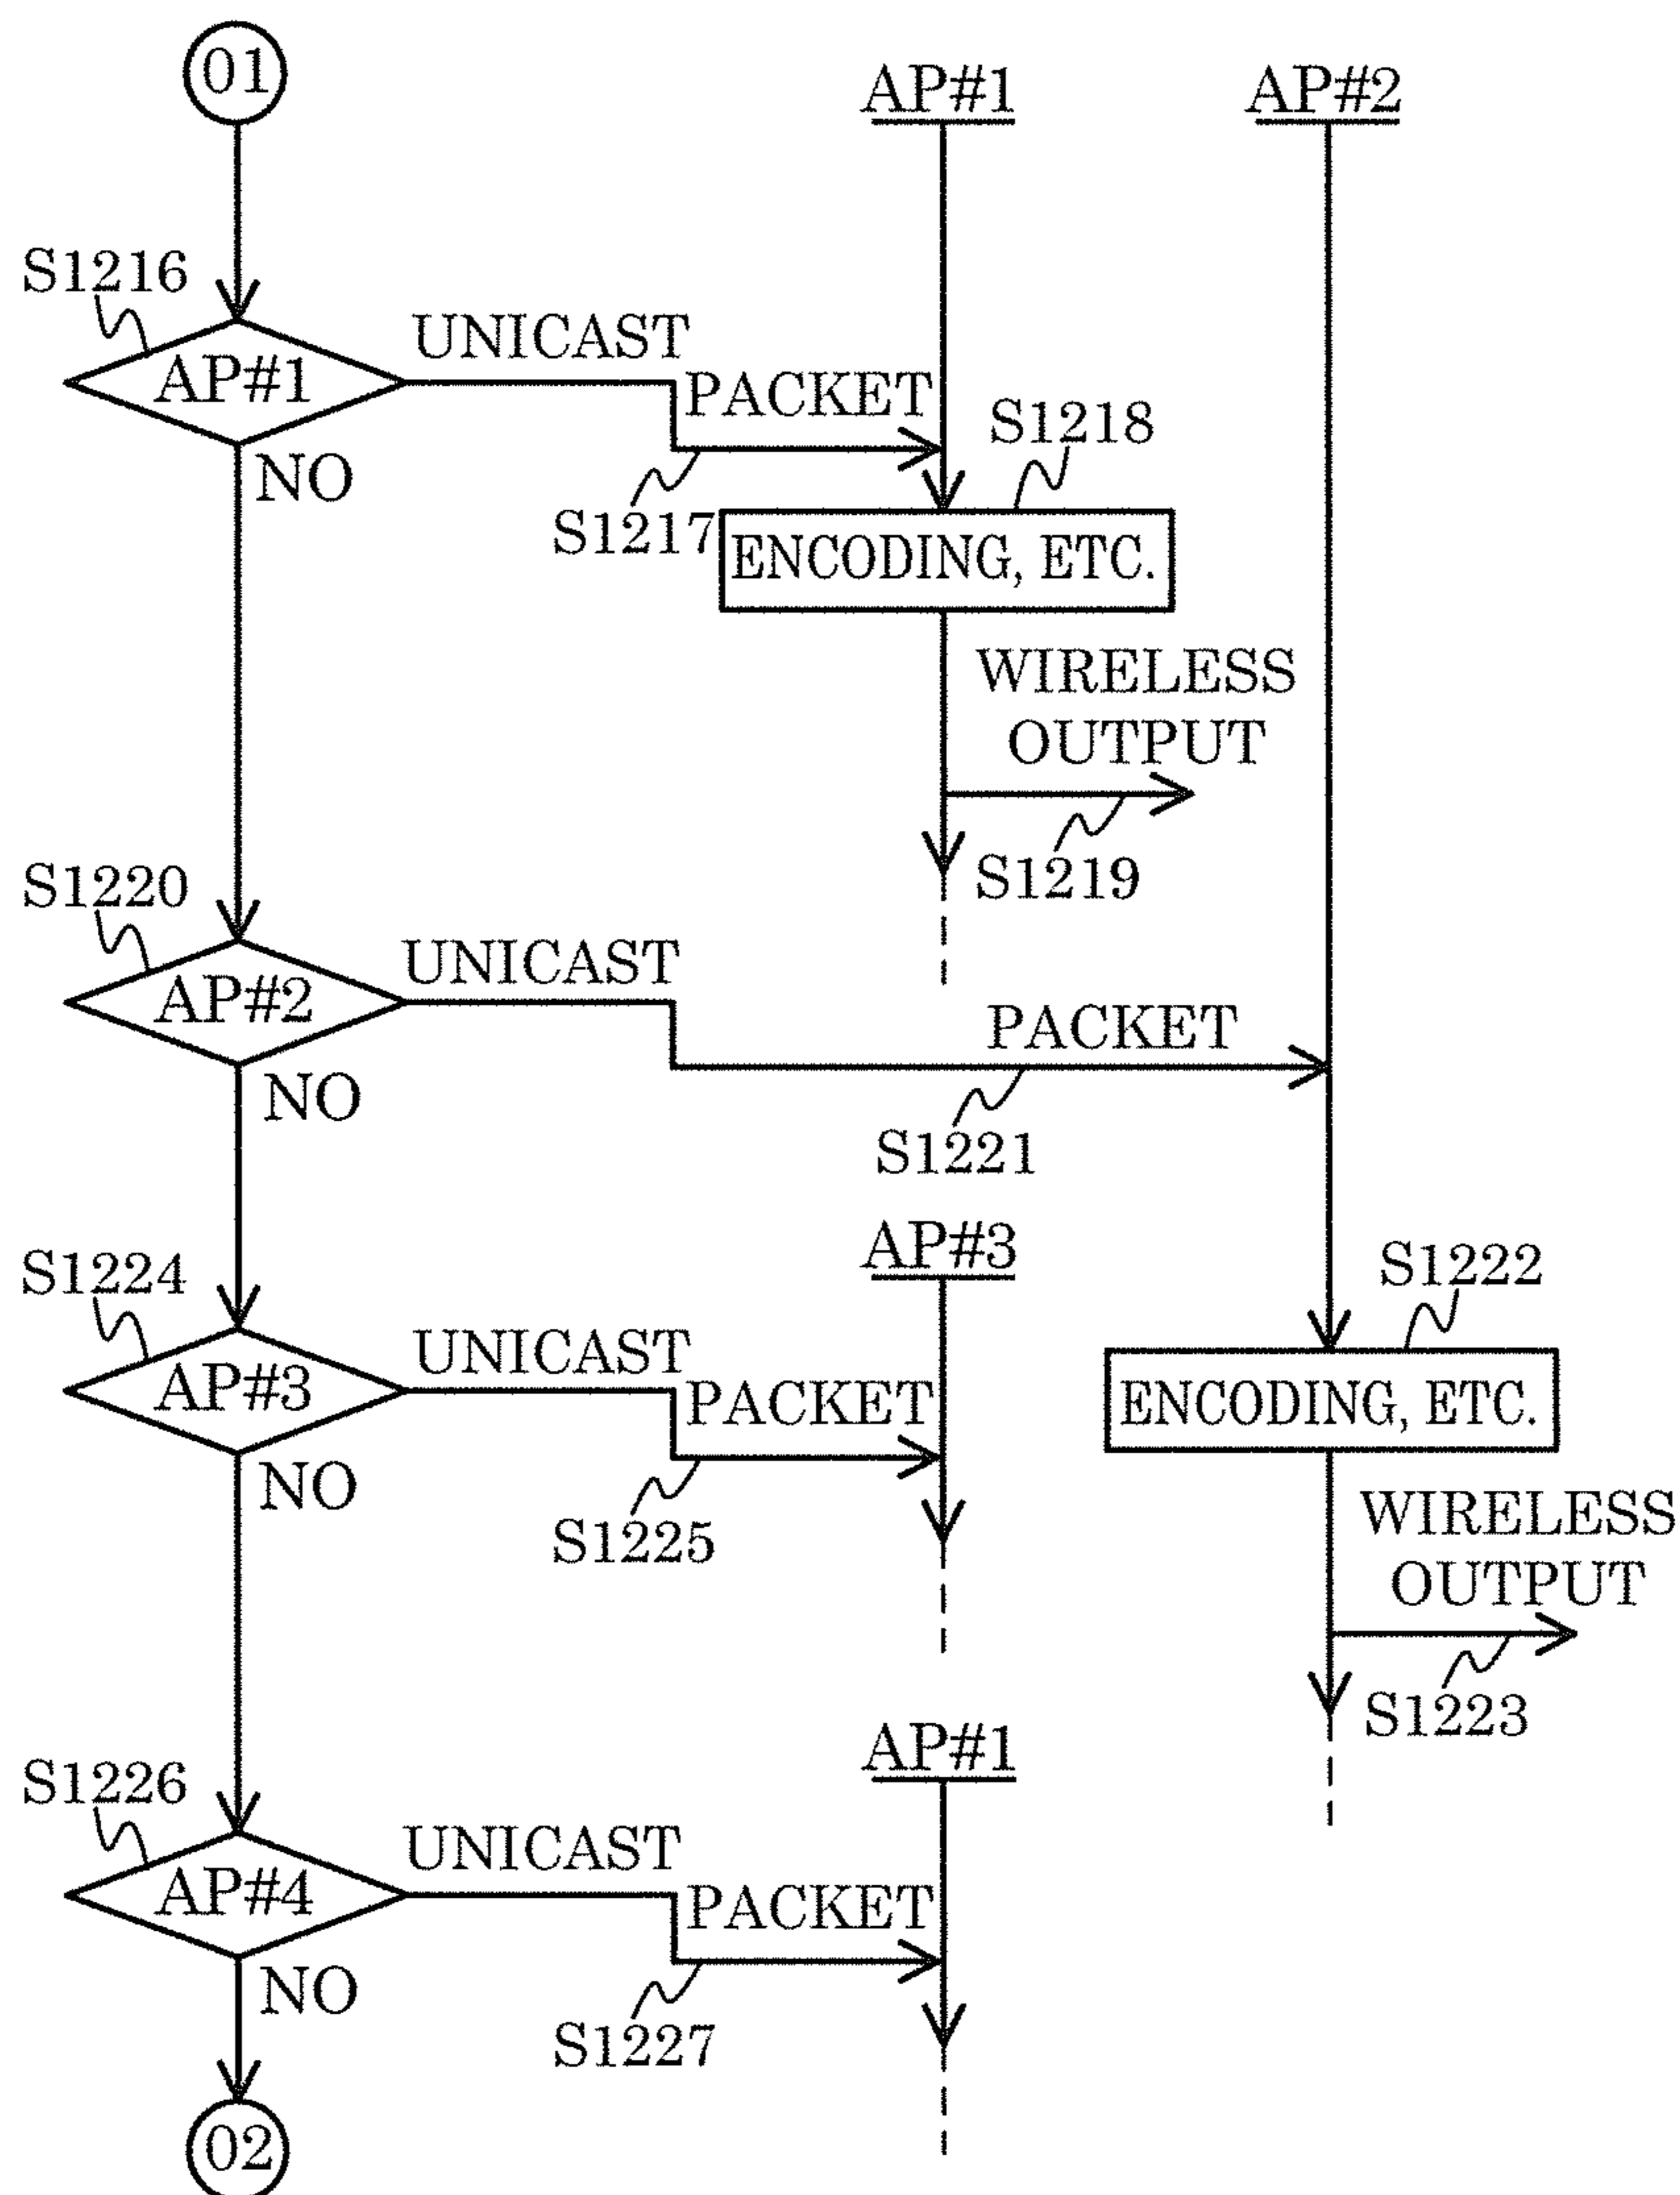 01
AP#1
AP#2
S1216
UNICAST
AP#1
PACKET
S1218
NO
S1217
ENCODING, ETC.
WIRELESS
OUTPUT
S1219
S1220
UNICAST
AP#2
PACKET
NO
S1221
AP#3
S1224
S1222
UNICAST
AP#3
PACKET
ENCODING, ETC.
NO
S1225
WIRELESS
OUTPUT
S1223
AP#1
S1226
UNICAST
AP#4
PACKET
NO
S1227
02